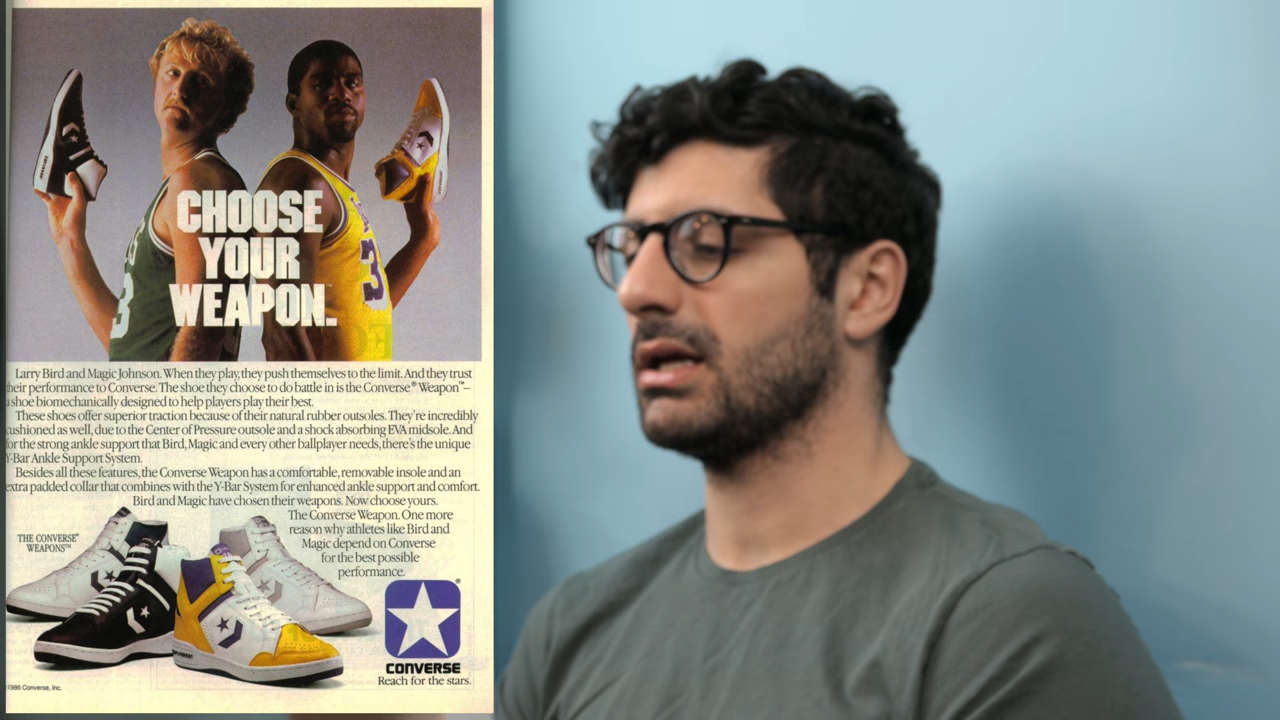 CHOOSE
YOUR
WEAPON.
Larry Bird and Magic Johnson. When they play, they push themselves to the limit. And they trust
their performance to Converse. The shoe they choose to do battle in is the Converse® Weapon™–
a shoe biomechanically designed to help players play their best.
These shoes offer superior traction because of their natural rubber outsoles. They're incredibly
cushioned as well, due to the Center of Pressure outsole and a shock absorbing EVA midsole. And
for the strong ankle support that Bird, Magic and every other ballplayer needs, there's the unique
Y-Bar Ankle Support System.
Besides all these features, the Converse Weapon has a comfortable, removable insole and an
extra padded collar that combines with the Y-Bar System for enhanced ankle support and comfort.
Bird and Magic have chosen their weapons. Now choose yours.
The Converse Weapon. One more
reason why athletes like Bird and
Magic depend on Converse
for the best possible
performance.
THE CONVERSE®
WEAPONS™
®
CONVERSE
Reach for the stars.
1986 Converse, Inc.